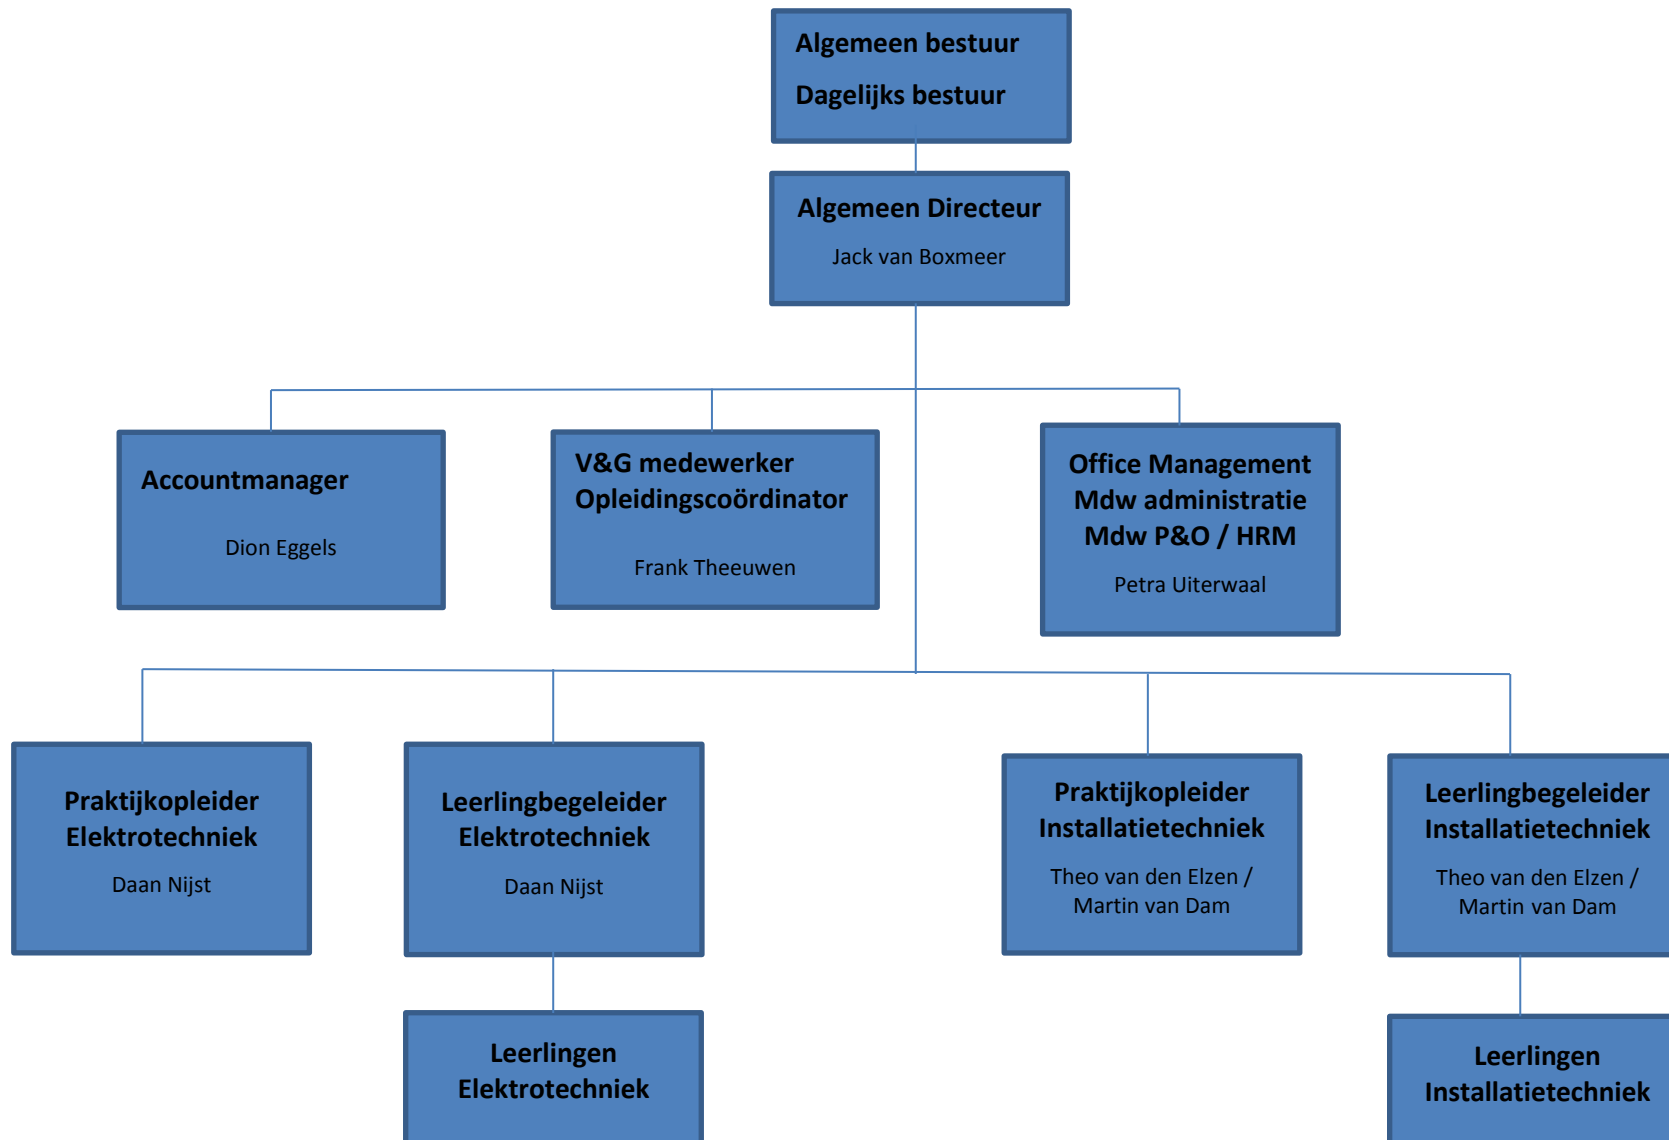 Algemeen bestuur
Dagelijks bestuur
Algemeen Directeur
Jack van Boxmeer
Accountmanager
Dion Eggels
V&G medewerker
Opleidingscoördinator
Frank Theeuwen
Office Management
Mdw administratie
Mdw P&O / HRM
Petra Uiterwaal
Praktijkopleider
Elektrotechniek
Daan Nijst
Leerlingbegeleider
Elektrotechniek
Daan Nijst
Praktijkopleider
Installatietechniek
Theo van den Elzen /
Martin van Dam
Leerlingbegeleider
Installatietechniek
Theo van den Elzen /
Martin van Dam
Leerlingen
Elektrotechniek
Leerlingen
Installatietechniek